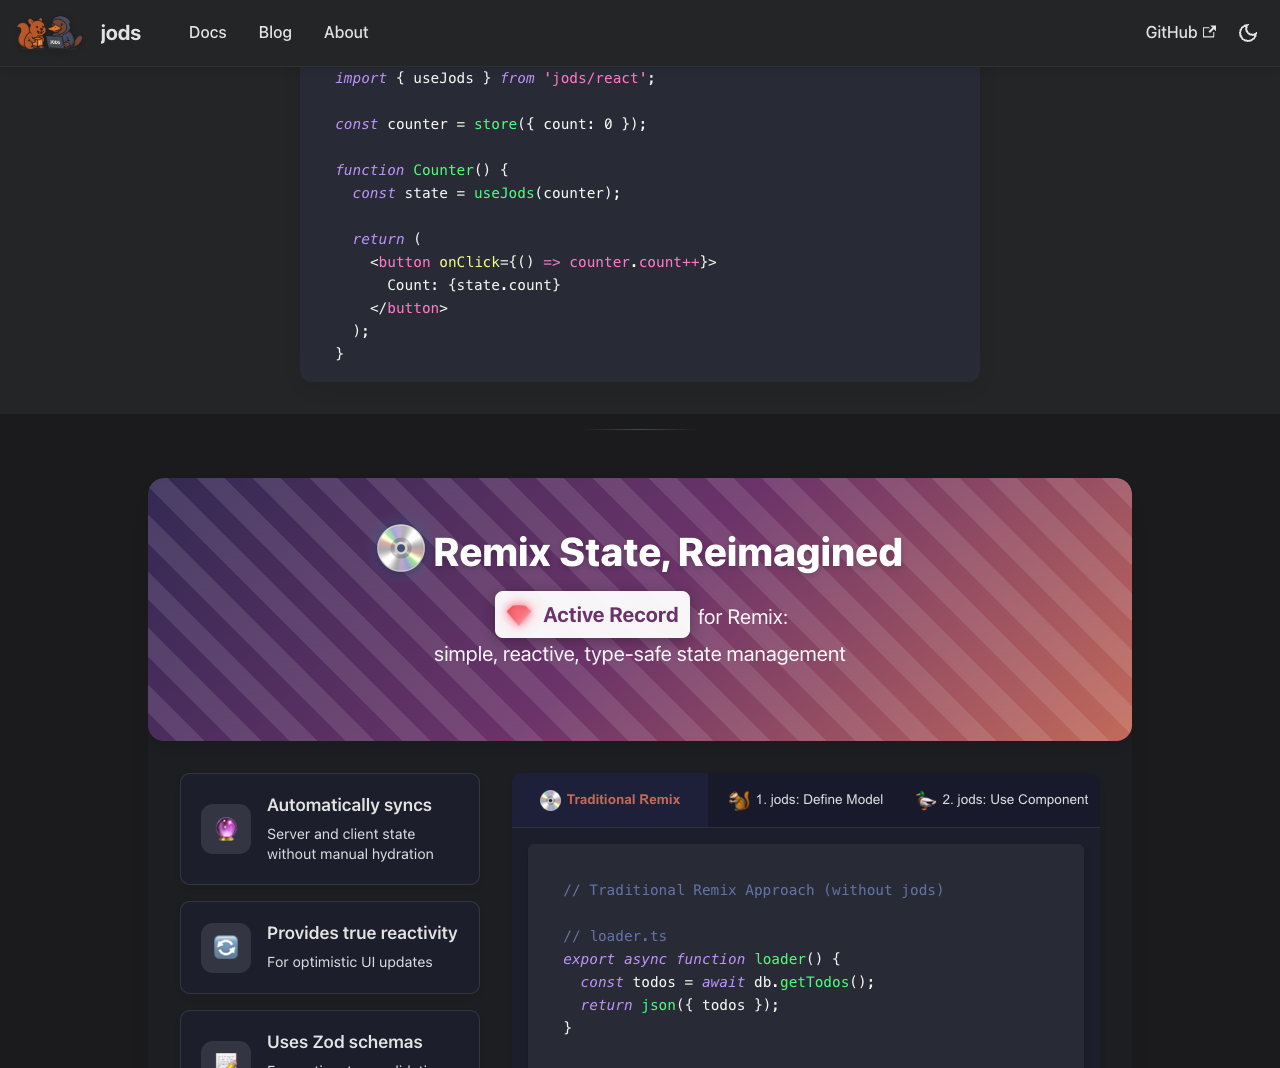 jods
Docs
Blog
About
GitHub
import { useJods } from 'jods/react';
const counter = store({ count: 0 });
function Counter() {
  const state = useJods(counter);
  return (
    <button onClick={() => counter.count++}>
      Count: {state.count}
    </button>
  );
}
Remix State, Reimagined
Active Record for Remix:
simple, reactive, type-safe state management
Automatically syncs
Server and client state
without manual hydration
Provides true reactivity
For optimistic UI updates
Uses Zod schemas
Traditional Remix
1. jods: Define Model
2. jods: Use Component
// Traditional Remix Approach (without jods)
// loader.ts
export async function loader() {
  const todos = await db.getTodos();
  return json({ todos });
}